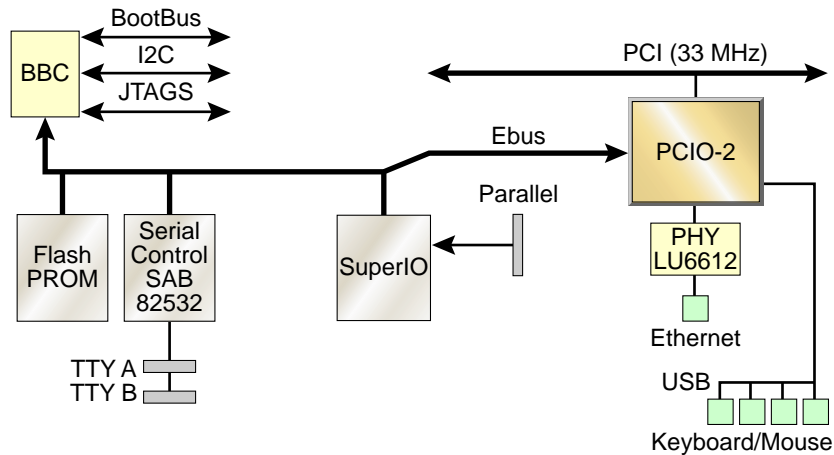 BootBus
BBC
I2C
JTAGS
PCI (33 MHz)
Ebus
PCIO-2
Parallel
Flash
PROM
Serial
Control
SAB
82532
SuperIO
PHY
LU6612
Ethernet
TTY A
TTY B
USB
Keyboard/Mouse